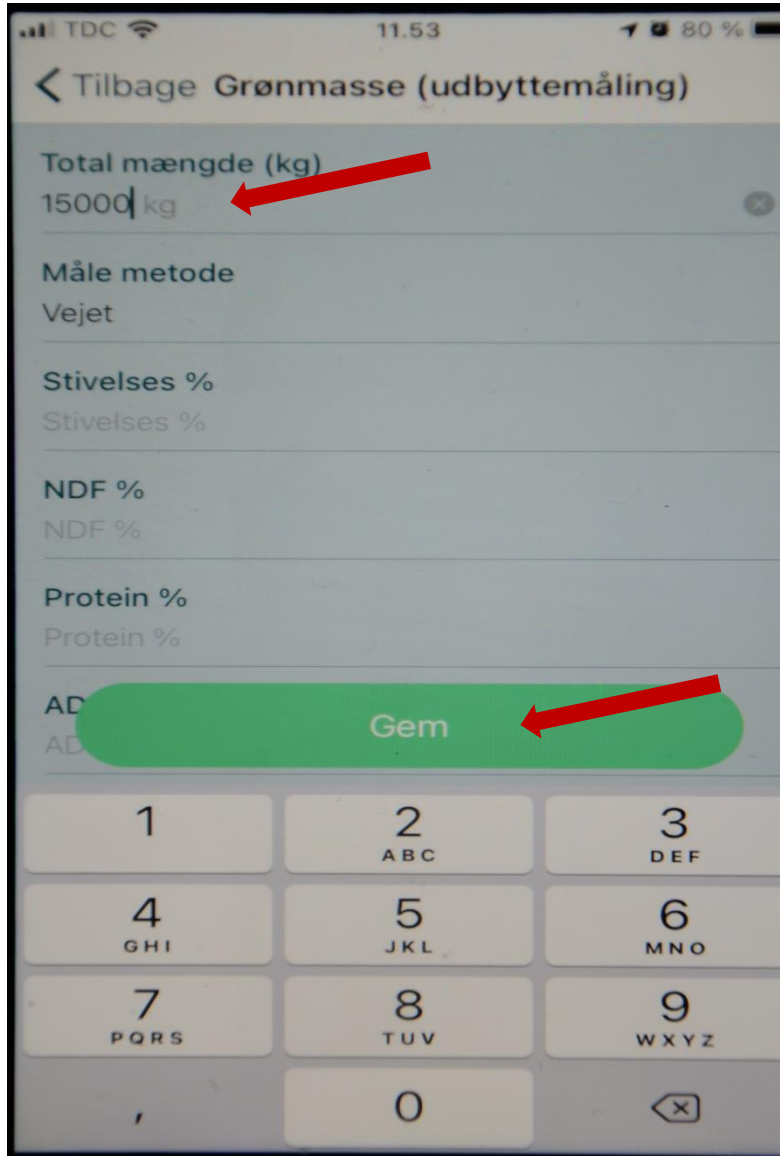 TDC 11.53 80 %
Tilbage Grønmasse (udbyttemåling)
Total mængde (kg)
15000 kg
Måle metode
Vejet
Stivelses %
Stivelses %
NDF %
NDF %
Protein %
Protein %
AD
AD
Gem
1 2 3
ABC DEF
4 5 6
GHI JKL MNO
7 8 9
PQRS TUV WXYZ
, 0